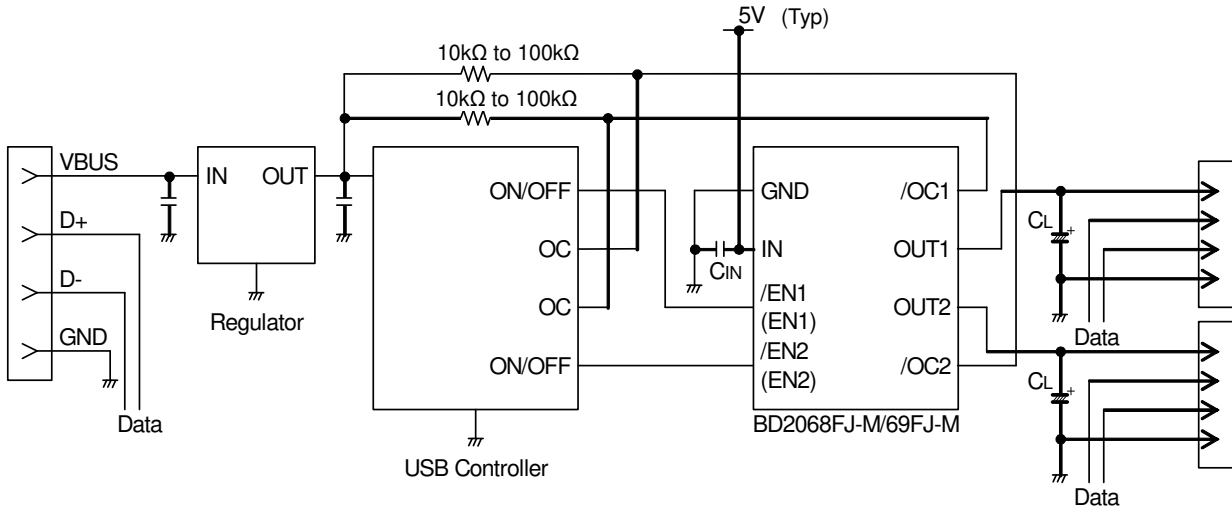 5V (Typ)
10kΩ to 100kΩ
10kΩ to 100kΩ
VBUS
D+
D-
GND
Data
IN OUT
Regulator
ON/OFF
OC
OC
ON/OFF
USB Controller
CIN
GND
IN
/EN1
(EN1)
/EN2
(EN2)
/OC1
OUT1
OUT2
/OC2
BD2068FJ-M/69FJ-M
CL
+
Data
CL
+
Data